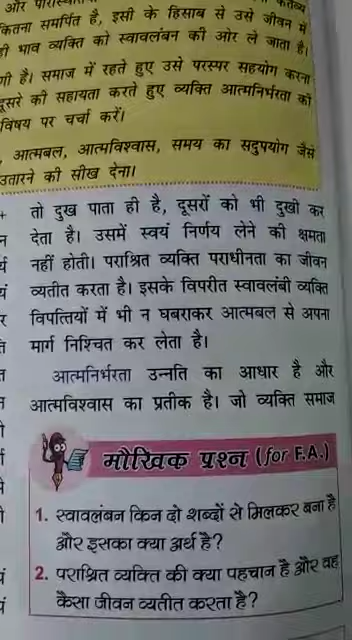 और
कितना समर्पित है, इसी के हिसाब से उसे जीवन में
ही भाव व्यक्ति को स्वावलंबन की ओर ले जाता है।
गी है। समाज में रहते हुए उसे परस्पर सहयोग करना
दूसरे की सहायता करते हुए व्यक्ति आत्मनिर्भरता को
विषय पर चर्चा करें।
, आत्मबल, आत्मविश्वास, समय का सदुपयोग जैसे
उतारने की सीख देना।
तो दुख पाता ही है, दूसरों को भी दुखी कर
देता है। उसमें स्वयं निर्णय लेने की क्षमता
नहीं होती। पराश्रित व्यक्ति पराधीनता का जीवन
व्यतीत करता है। इसके विपरीत स्वावलंबी व्यक्ति
विपत्तियों में भी न घबराकर आत्मबल से अपना
मार्ग निश्चित कर लेता है।
आत्मनिर्भरता उन्नति का आधार है और
आत्मविश्वास का प्रतीक है। जो व्यक्ति समाज
मौखिक प्रश्न (for F.A.)
1. स्वावलंबन किन दो शब्दों से मिलकर बना है
और इसका क्या अर्थ है?
2. पराश्रित व्यक्ति की क्या पहचान है और वह
कैसा जीवन व्यतीत करता है?